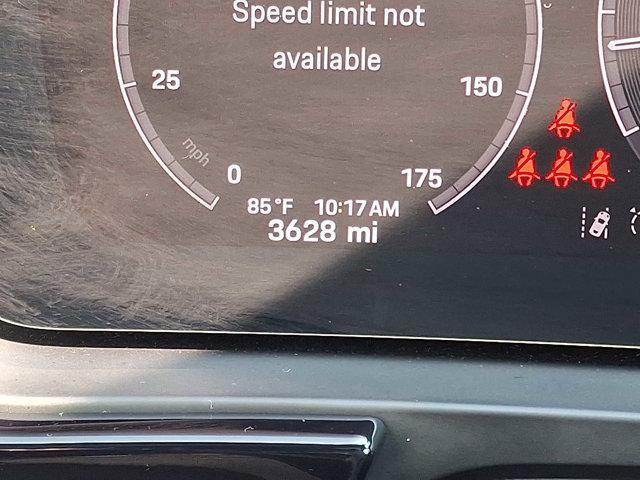 Speed limit not
available
25
150
mph
0
175
85°F 10:17AM
3628 mi